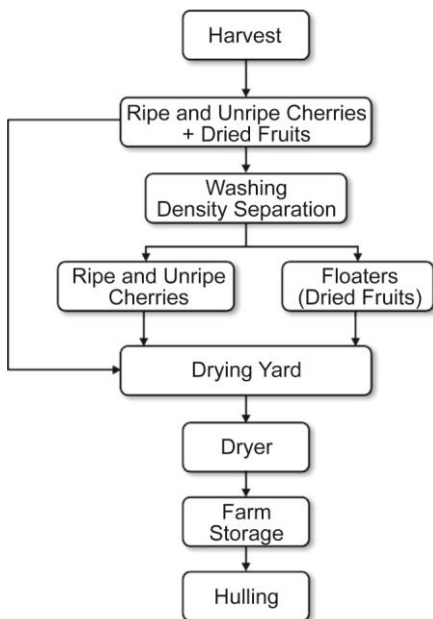 Harvest
Ripe and Unripe Cherries
+ Dried Fruits
Washing
Density Separation
Ripe and Unripe
Cherries
Floaters
(Dried Fruits)
Drying Yard
Dryer
Farm
Storage
Hulling